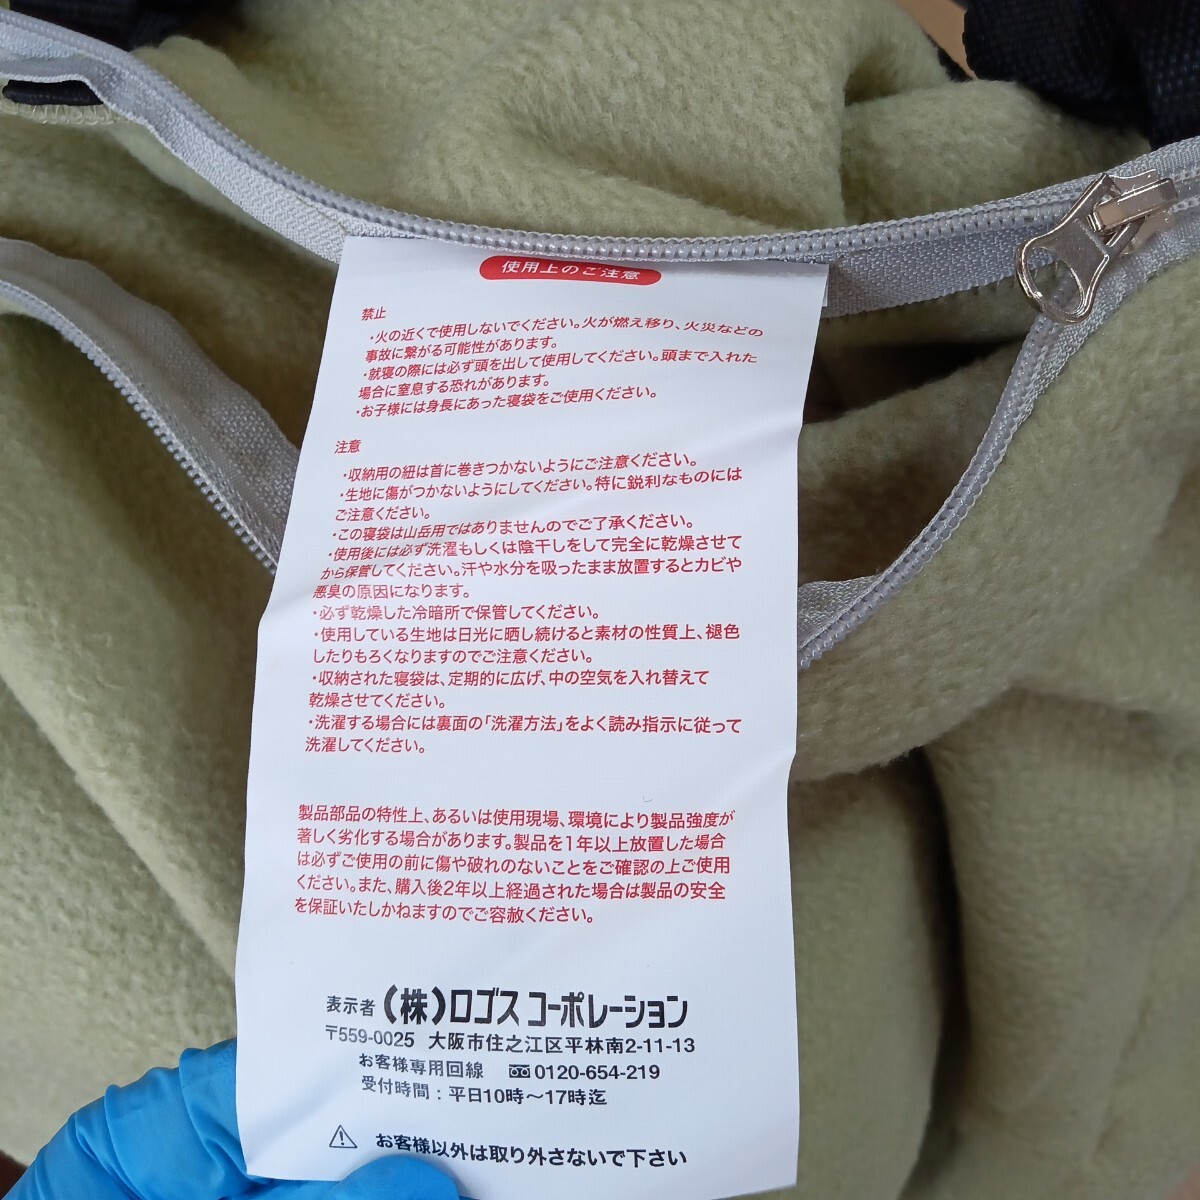 使用上のご注意
禁止
・火の近くで使用しないでください。火が燃え移り、火災などの
事故に繋がる可能性があります。
・就寝の際には必ず頭を出して使用してください。頭まで入れた
場合に窒息する恐れがあります。
・お子様には身長にあった寝袋をご使用ください。
注意
・収納用の紐は首に巻きつかないようにご注意ください。
・生地に傷がつかないようにしてください。特に鋭利なものには
ご注意ください。
・この寝袋は山岳用ではありませんのでご了承ください。
・使用後には必ず洗濯もしくは陰干しをして完全に乾燥させて
から保管してください。汗や水分を吸ったまま放置するとカビや
悪臭の原因になります。
・必ず乾燥した冷暗所で保管してください。
・使用している生地は日光に晒し続けると素材の性質上、褪色
したりもろくなりますのでご注意ください。
・収納された寝袋は、定期的に広げ、中の空気を入れ替えて
乾燥させてください。
・洗濯する場合には裏面の「洗濯方法」をよく読み指示に従って
洗濯してください。
製品部品の特性上、あるいは使用現場、環境により製品強度が
著しく劣化する場合があります。製品を1年以上放置した場合
は必ずご使用の前に傷や破れのないことをご確認の上ご使用
ください。また、購入後2年以上経過された場合は製品の安全
を保証いたしかねますのでご容赦ください。
表示者 (株)ロゴス コーポレーション
〒559-0025 大阪市住之江区平林南2-11-13
お客様専用回線 0120-654-219
受付時間：平日10時〜17時迄
⚠ お客様以外は取り外さないで下さい